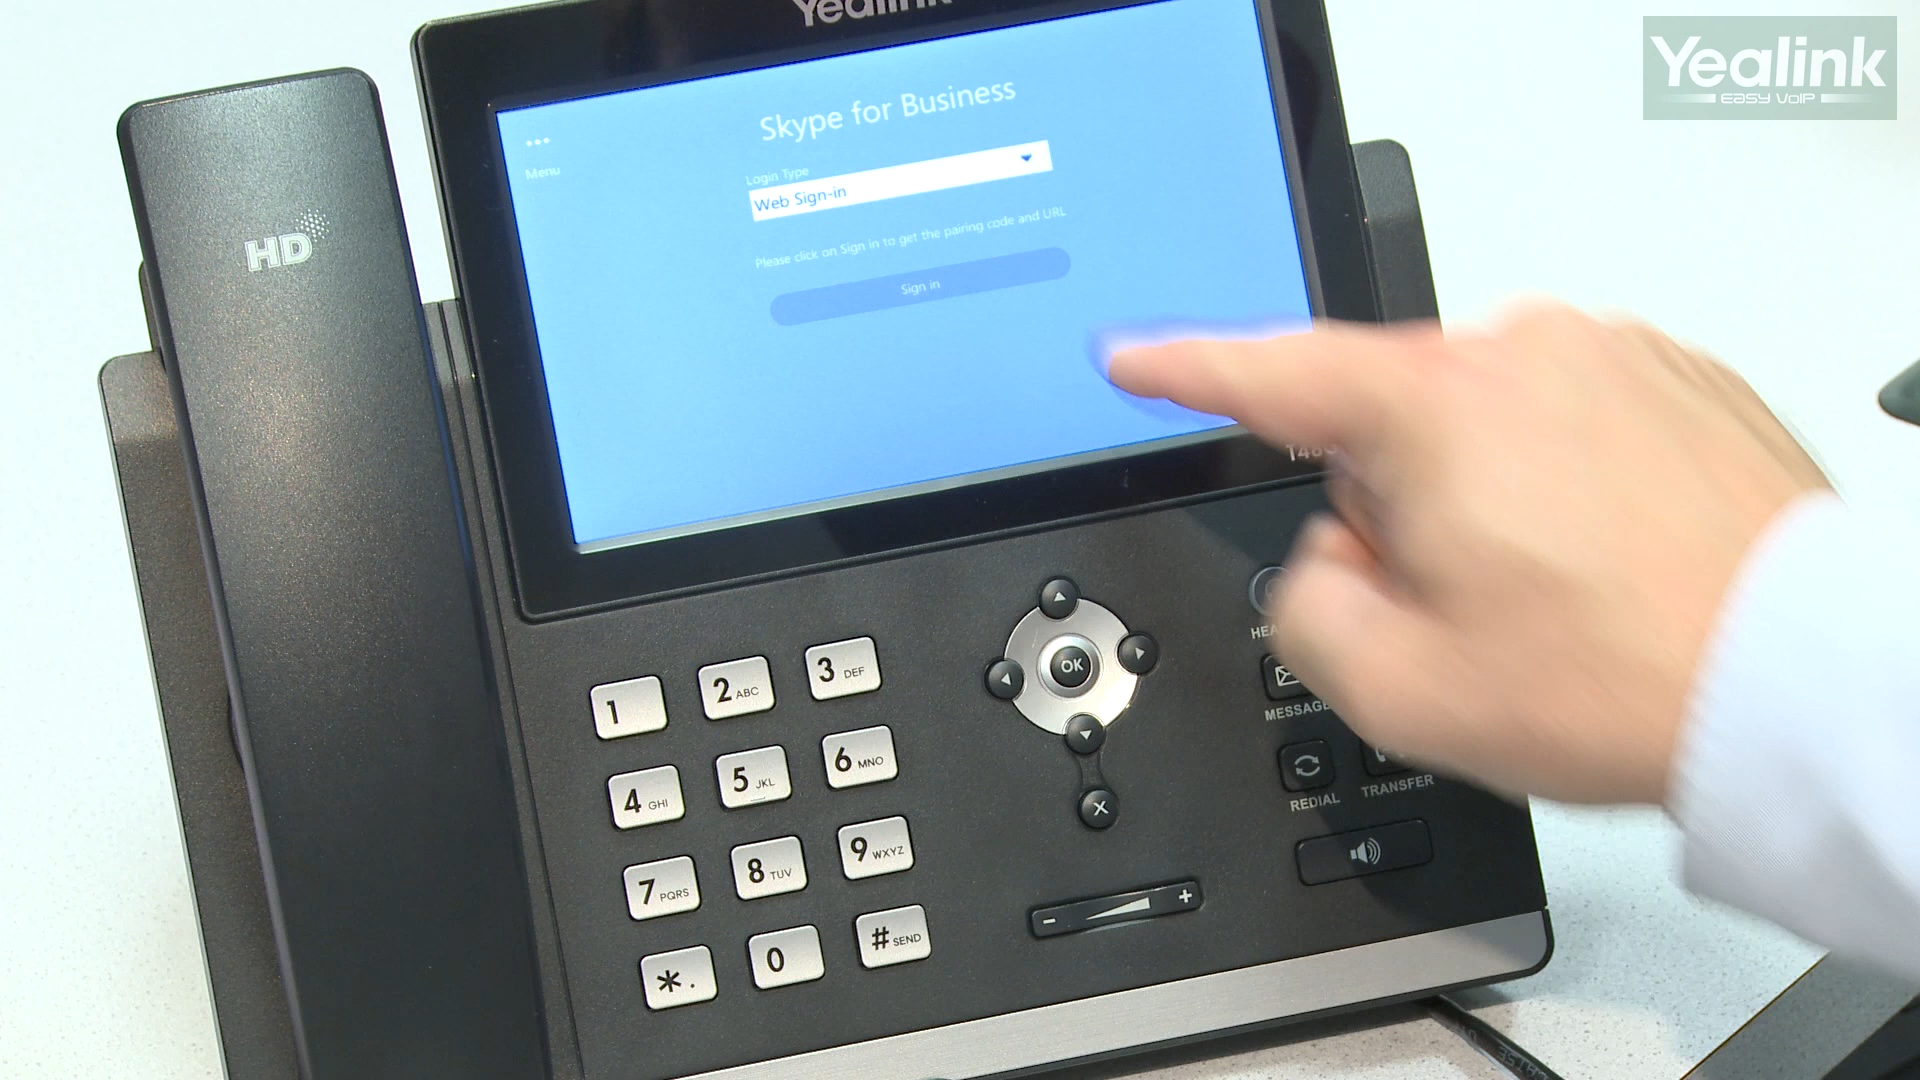 Yealink
Yealink
EASY VoIP
Skype for Business
•••
Menu
Login Type
Web Sign-in
Please click on Sign in to get the pairing code and URL
Sign in
HD
OK
MESSAGE
REDIAL
TRANSFER
1
2 ABC
3 DEF
4 GHI
5 JKL
6 MNO
7 PQRS
8 TUV
9 WXYZ
*.
0
# SEND
X
- +